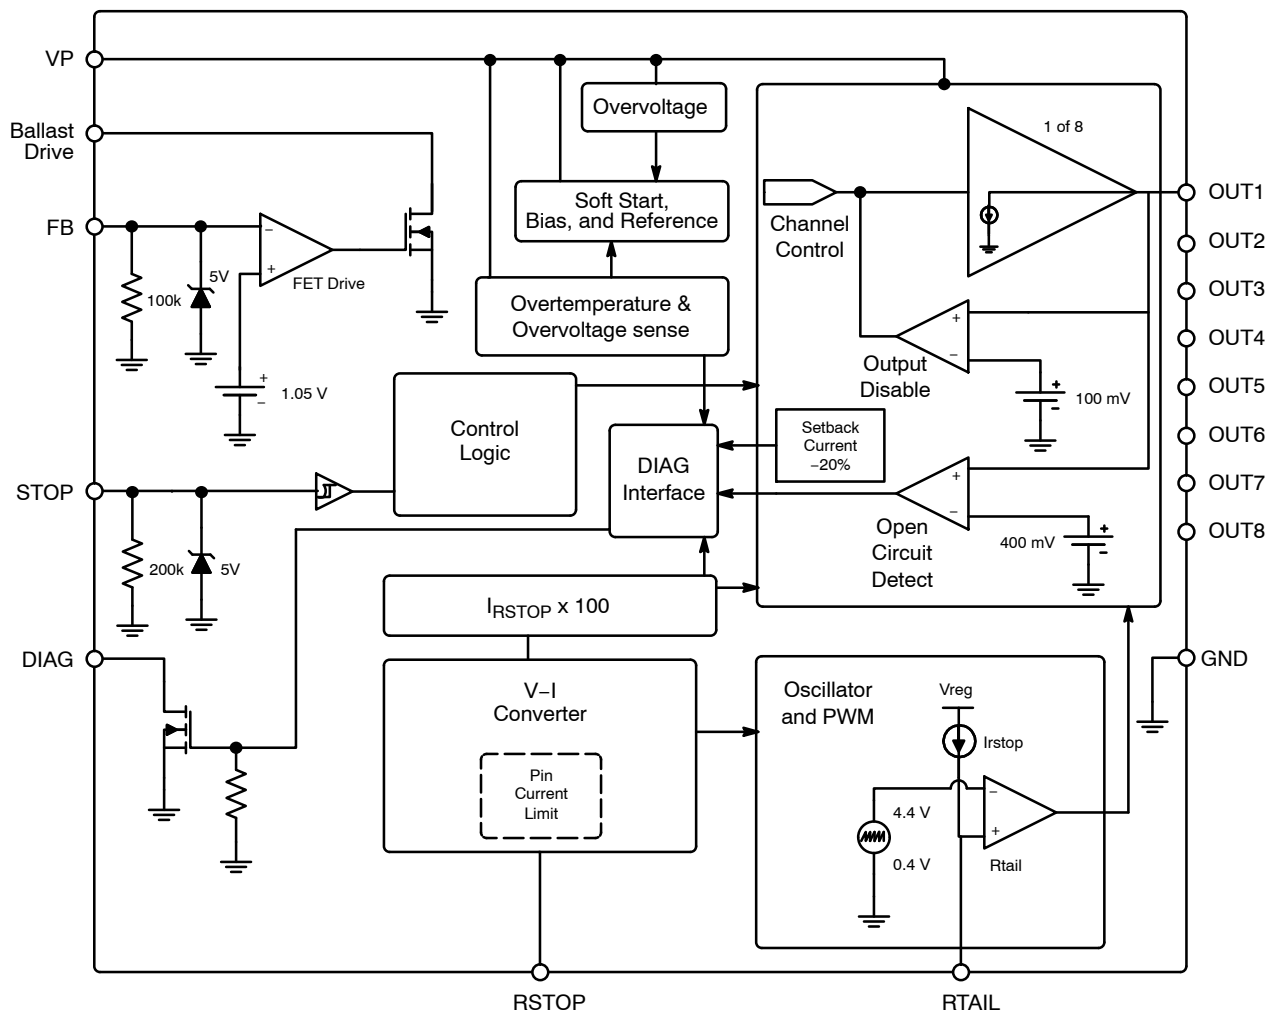 VP
Overvoltage
1 of 8
Ballast
Drive
Soft Start,
Bias, and Reference
Channel
Control
OUT1
FB
−
+
FET Drive
5V
100k
OUT2
OUT3
Overtemperature &
Overvoltage sense
+
−
Output
Disable
OUT4
+
−
1.05 V
+
−
100 mV
OUT5
Control
Logic
Setback
Current
−20%
OUT6
DIAG
Interface
+
−
OUT7
STOP
Open
Circuit
Detect
400 mV
+
−
OUT8
200k
5V
IRSTOP x 100
DIAG
GND
V−I
Converter
Oscillator
and PWM
Vreg
Irstop
Pin
Current
Limit
4.4 V
0.4 V
−
+
Rtail
RSTOP
RTAIL